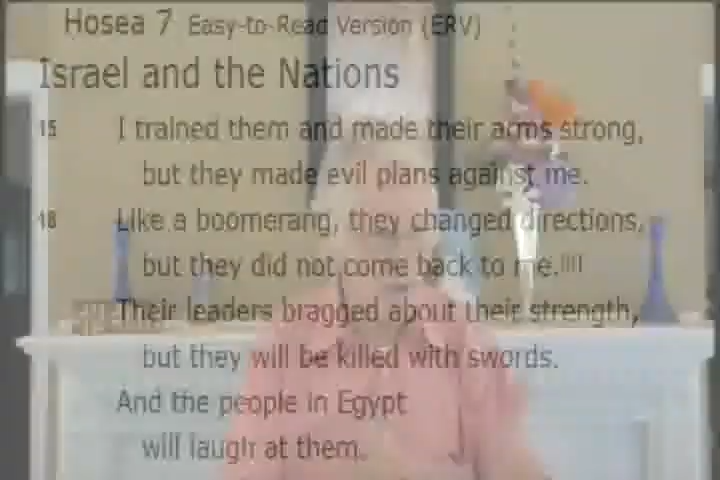 Hosea 7 Easy-to-Read Version (ERV)
Israel and the Nations
15 I trained them and made their arms strong,
but they made evil plans against me.
18 Like a boomerang, they changed directions,
but they did not come back to me.
Their leaders bragged about their strength,
but they will be killed with swords.
And the people in Egypt
will laugh at them.